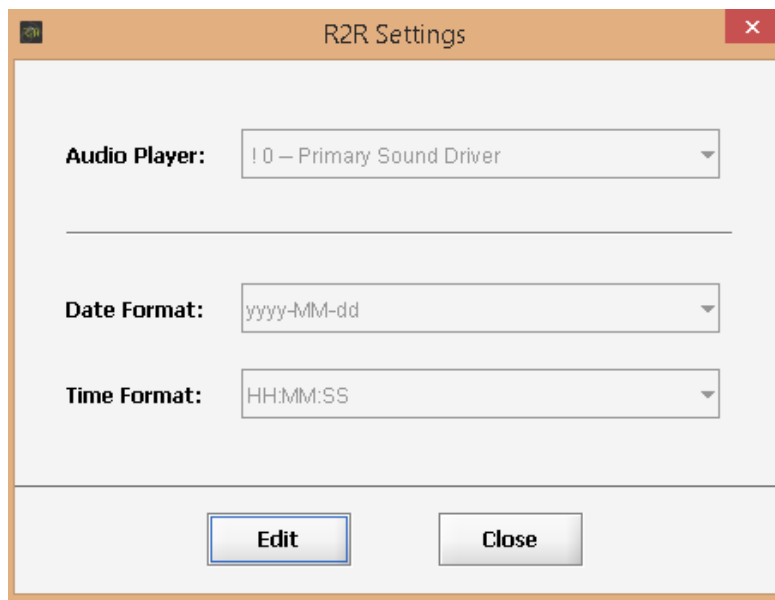 R2R Settings
Audio Player: ! 0 – Primary Sound Driver
Date Format: yyyy-MM-dd
Time Format: HH:MM:SS
Edit Close